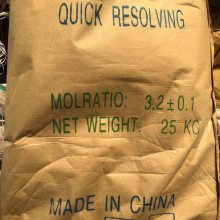 QUICK RESOLVING
MOLRATIO: 3.2±0.1
NET WEIGHT. 25 KG
MADE IN CHINA